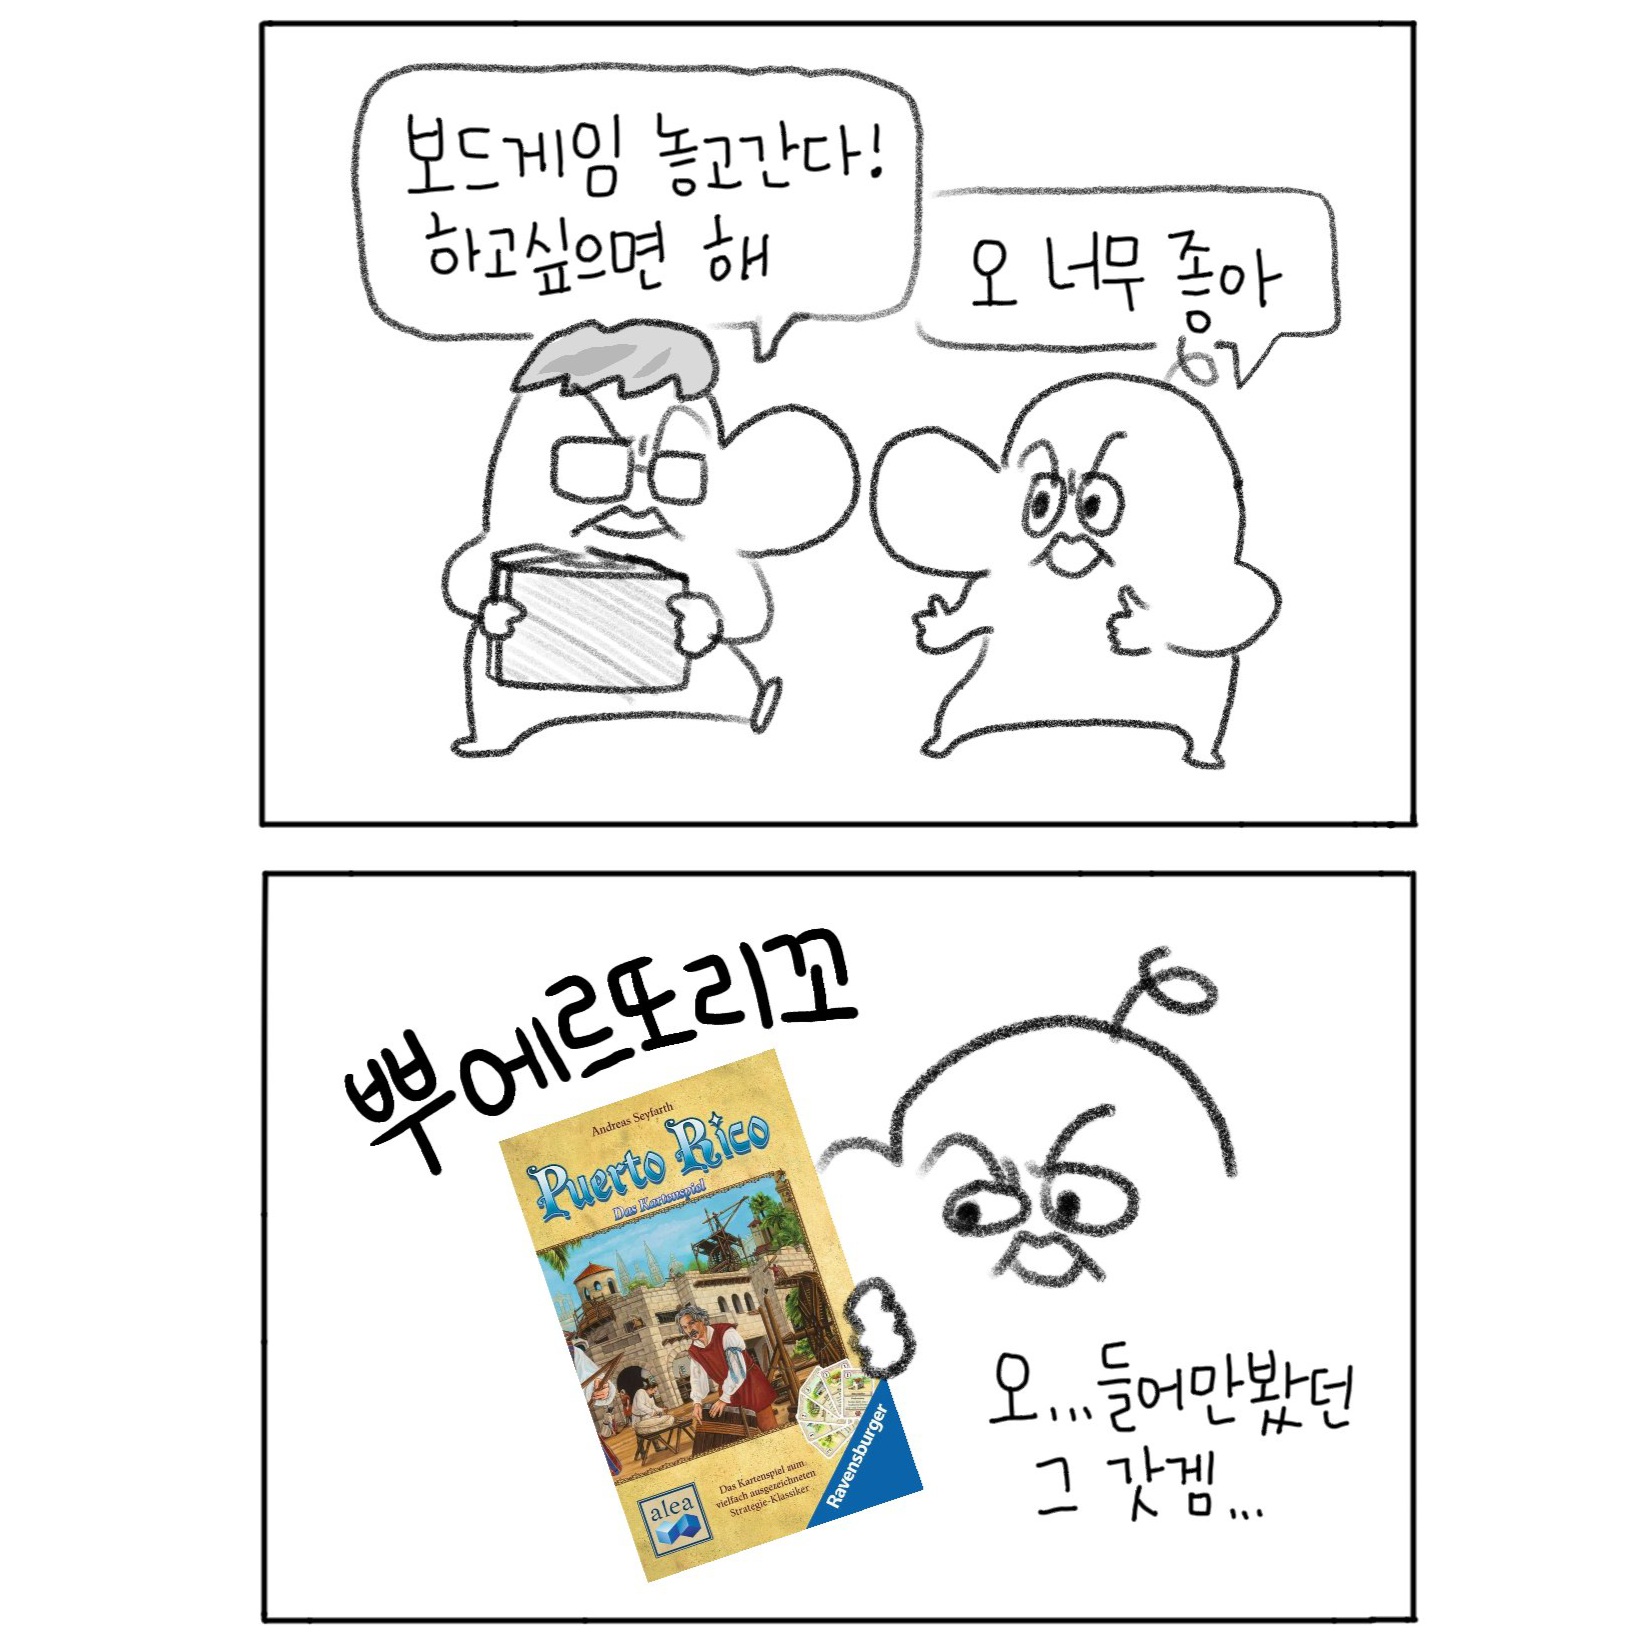 보드게임 놓고간다!
하고싶으면 해
오 너무 좋아
뿌에르또리꼬
Andreas Seyfarth
Puerto Rico
Das Kartenspiel
Das Kartenspiel zum
vielfach ausgezeichneten
Strategie-Klassiker
alea
Ravensburger
오...들어만봤던
그 갓겜...